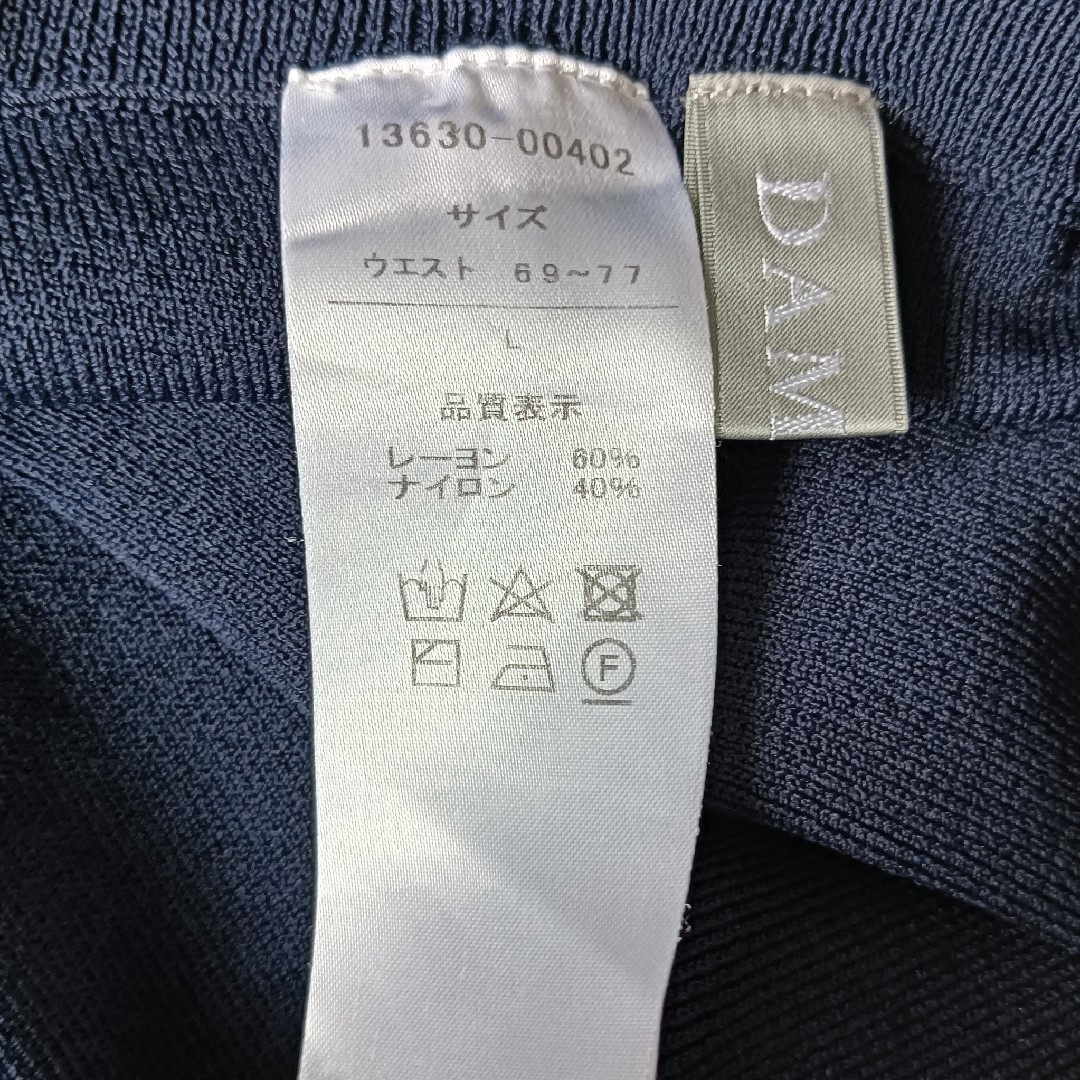 13630-00402
サイズ
ウエスト 69~77
L
品質表示
レーヨン 60%
ナイロン 40%
F
DAM